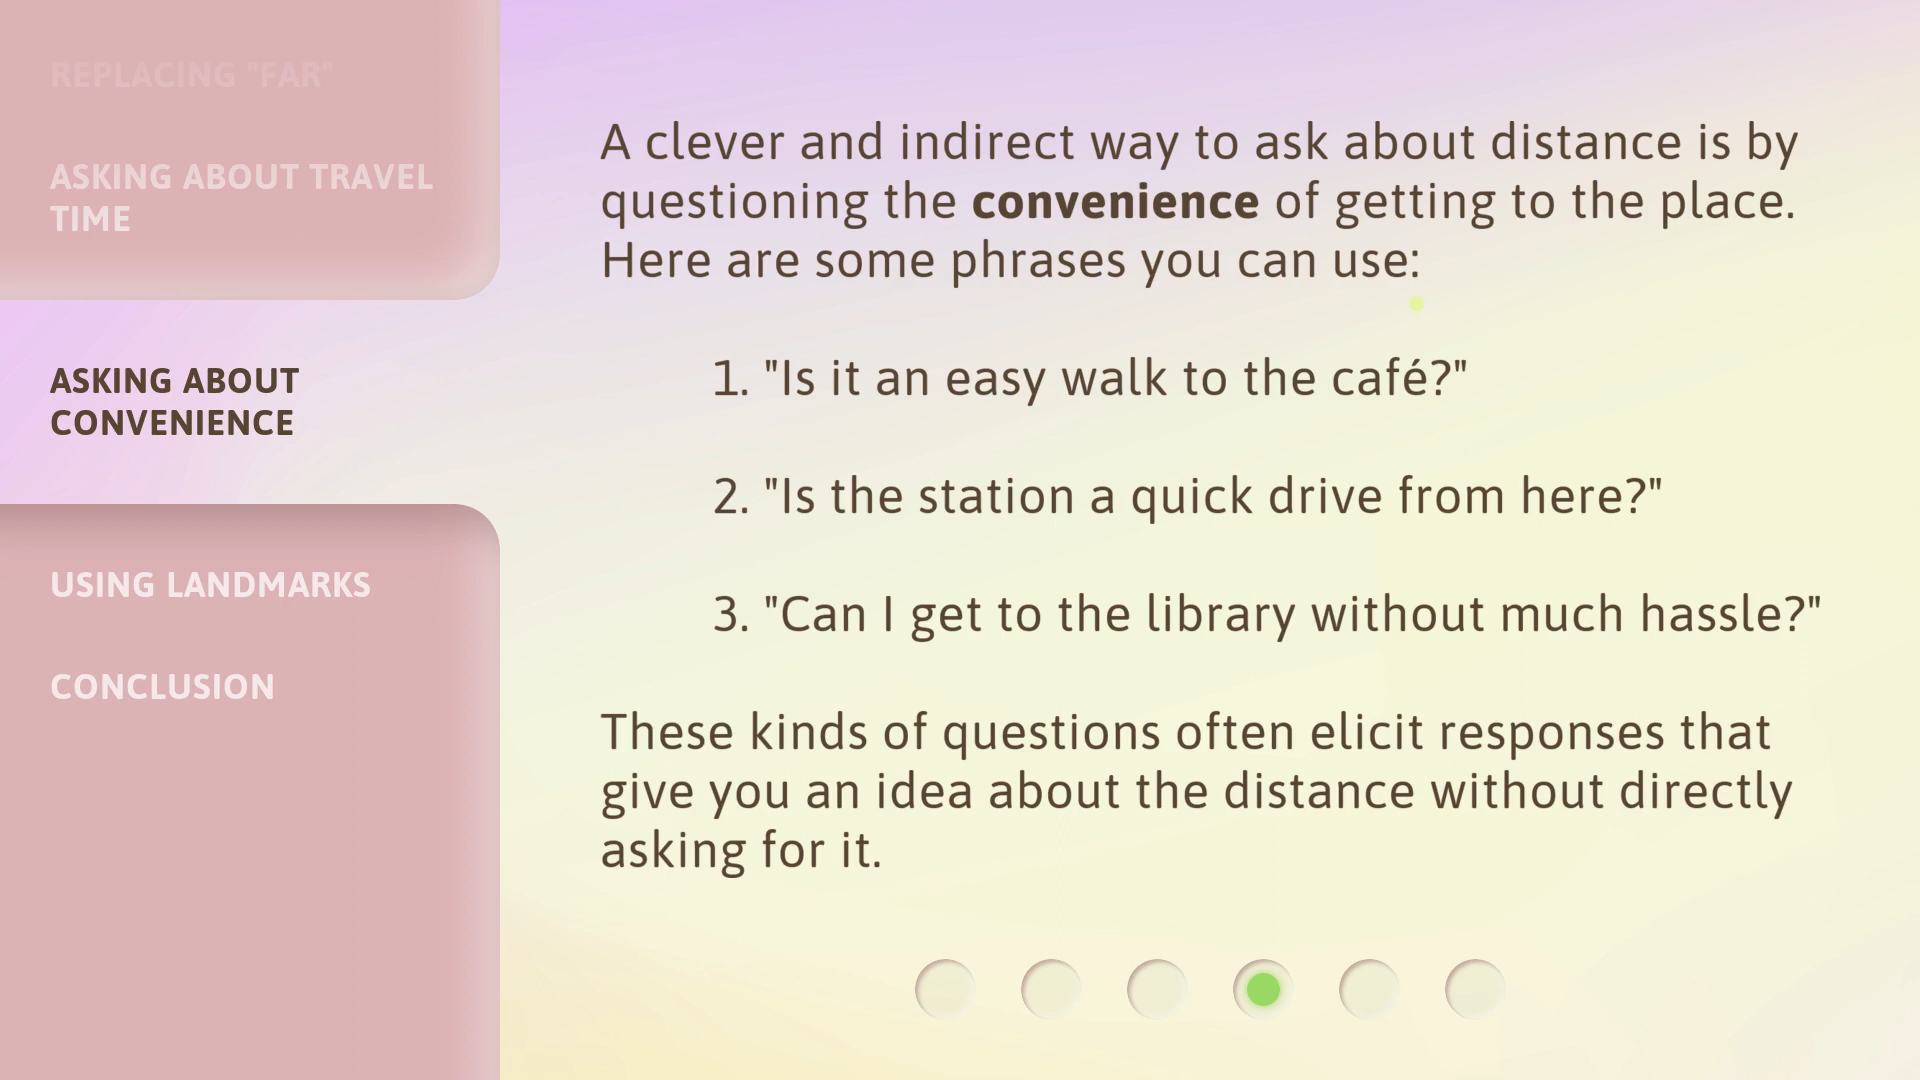 REPLACING "FAR"
ASKING ABOUT TRAVEL
TIME
ASKING ABOUT
CONVENIENCE
USING LANDMARKS
CONCLUSION
A clever and indirect way to ask about distance is by
questioning the convenience of getting to the place.
Here are some phrases you can use:
1. "Is it an easy walk to the café?"
2. "Is the station a quick drive from here?"
3. "Can I get to the library without much hassle?"
These kinds of questions often elicit responses that
give you an idea about the distance without directly
asking for it.